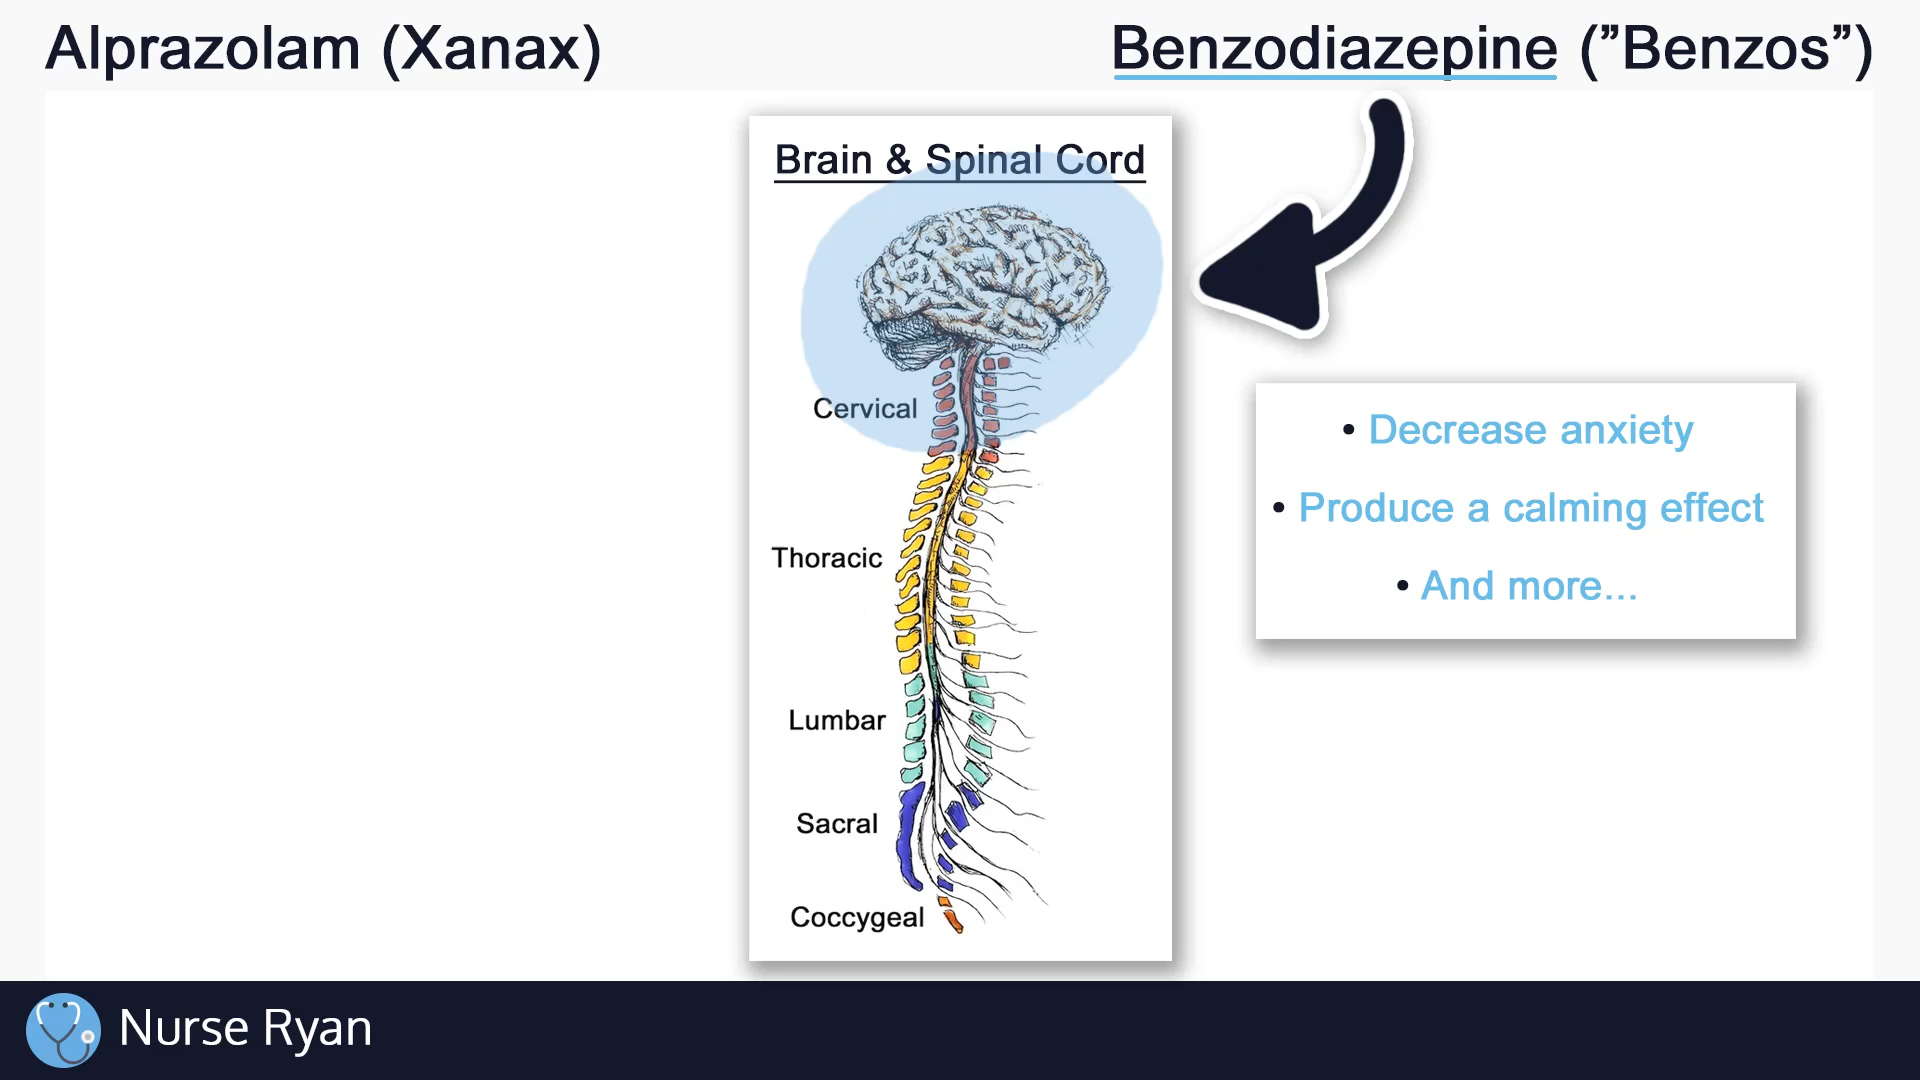 Alprazolam (Xanax)
Benzodiazepine (”Benzos”)
Brain & Spinal Cord
Cervical
Thoracic
Lumbar
Sacral
Coccygeal
• Decrease anxiety
• Produce a calming effect
• And more...
Nurse Ryan